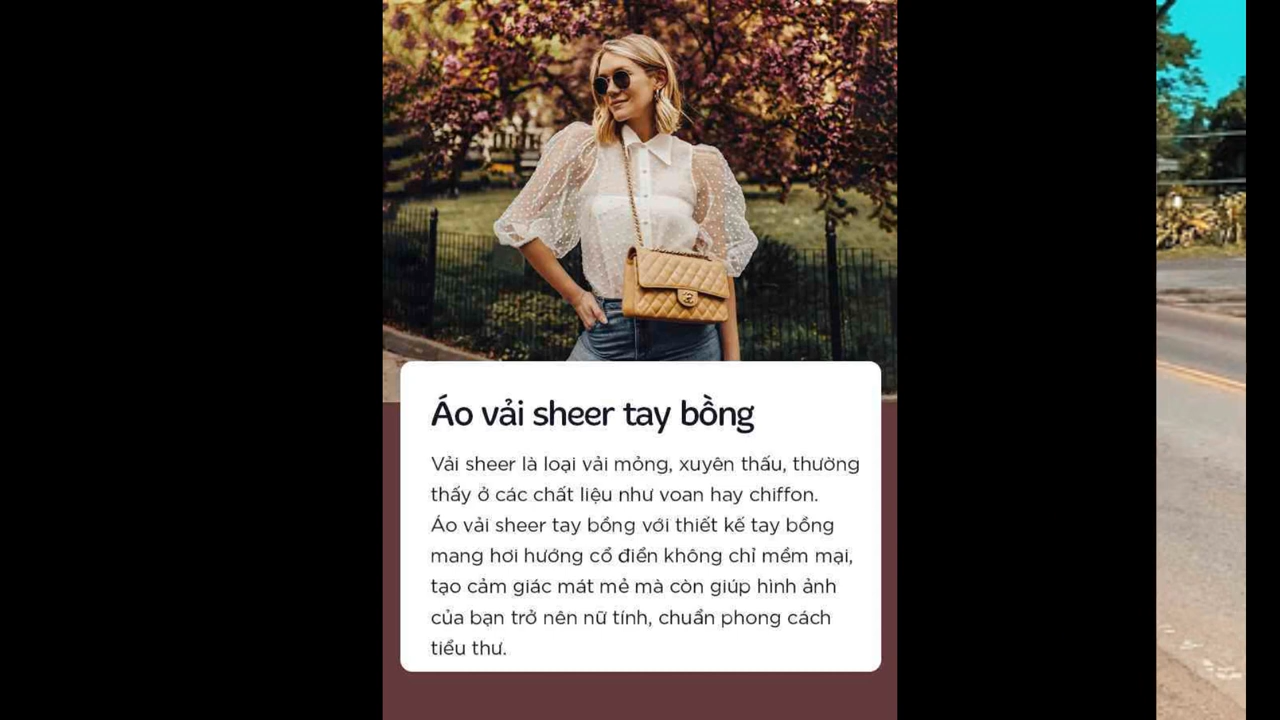 Áo vải sheer tay bồng
Vải sheer là loại vải mỏng, xuyên thấu, thường
thấy ở các chất liệu như voan hay chiffon.
Áo vải sheer tay bồng với thiết kế tay bồng
mang hơi hướng cổ điển không chỉ mềm mại,
tạo cảm giác mát mẻ mà còn giúp hình ảnh
của bạn trở nên nữ tính, chuẩn phong cách
tiểu thư.